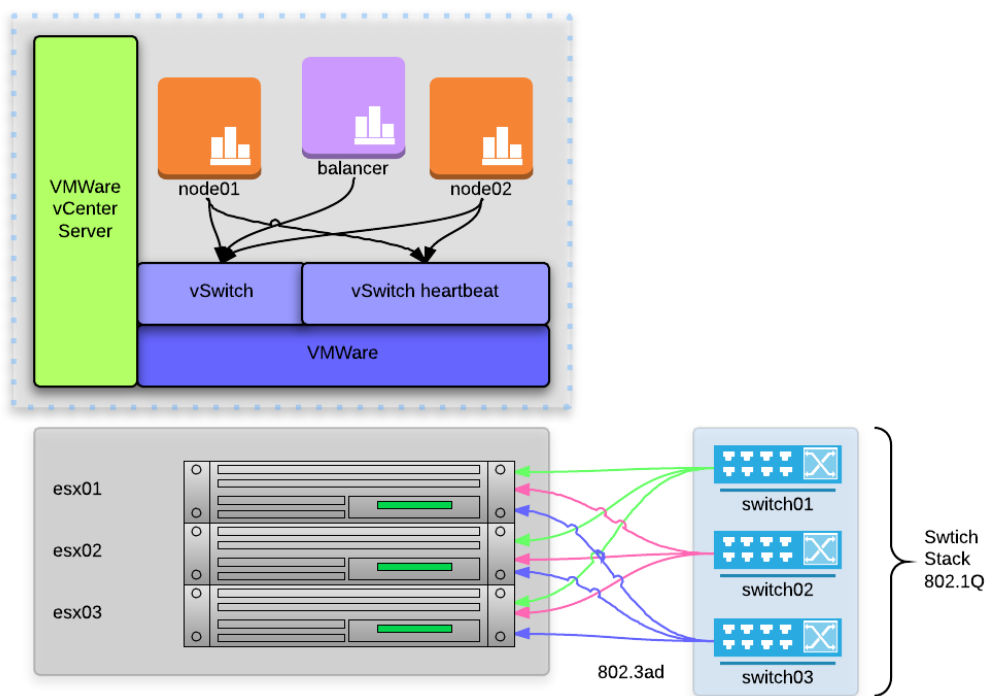 VMWare
vCenter
Server
node01
balancer
node02
vSwitch
vSwitch heartbeat
VMWare
esx01
esx02
esx03
switch01
switch02
switch03
802.3ad
Swtich
Stack
802.1Q